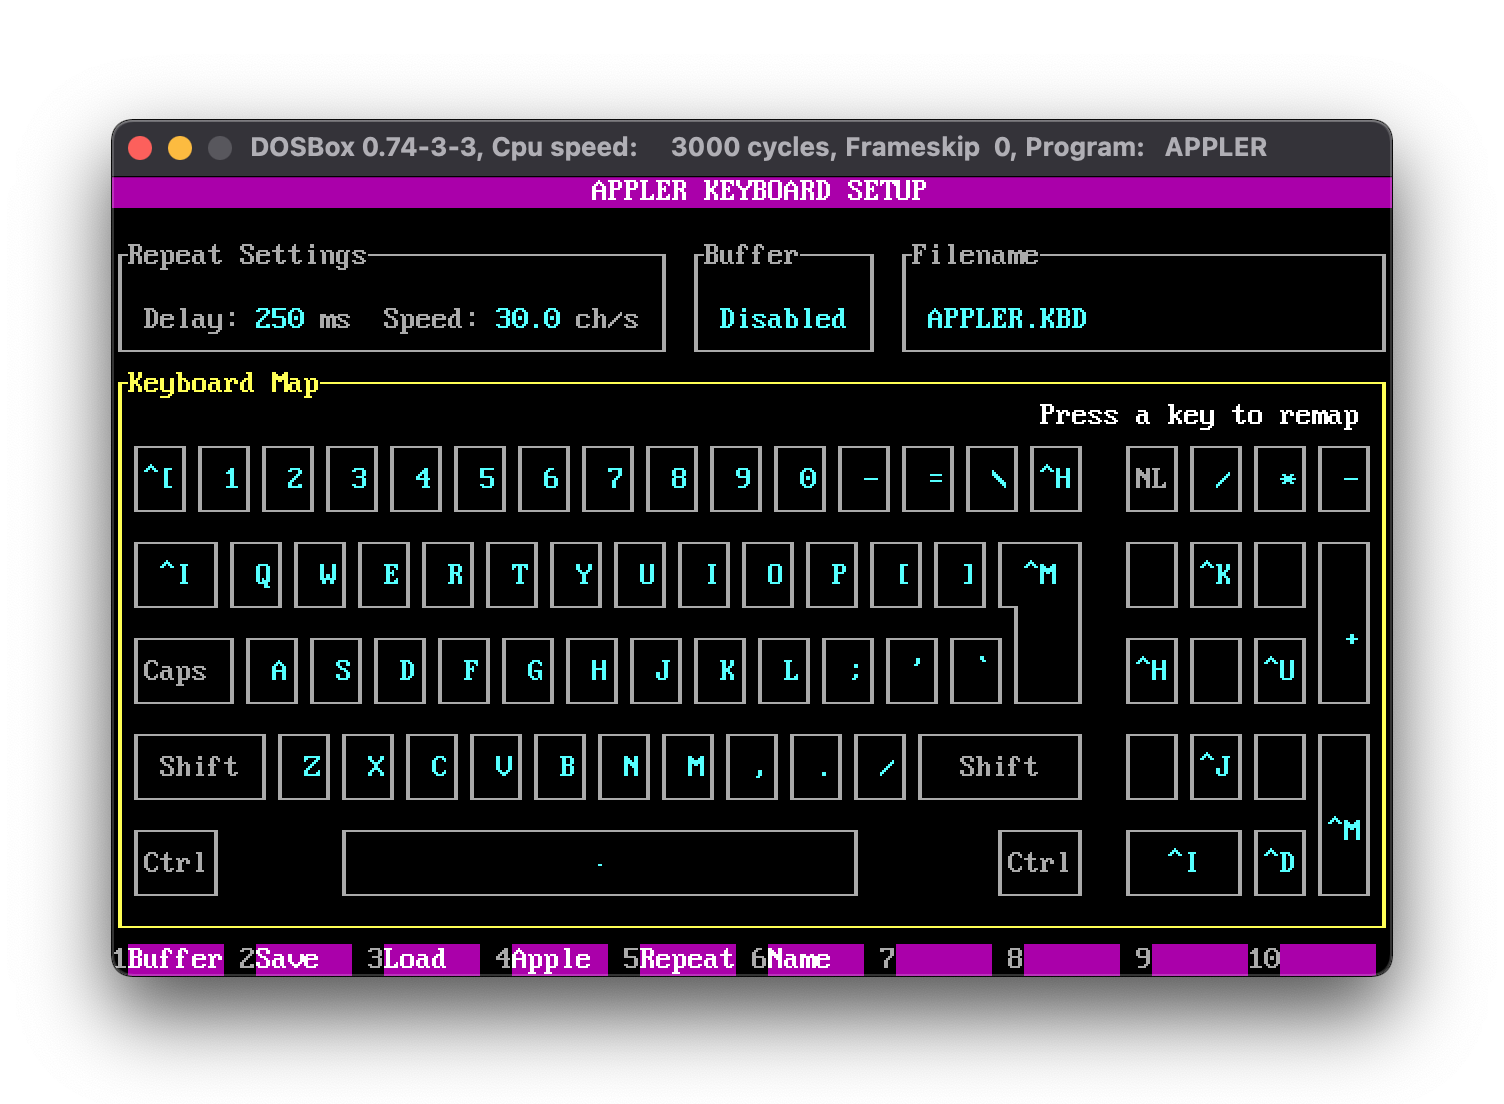 DOSBox 0.74-3-3, Cpu speed: 3000 cycles, Frameskip 0, Program: APPLER
APPLER KEYBOARD SETUP
Repeat Settings Buffer Filename
Delay: 250 ms Speed: 30.0 ch/s Disabled APPLER.KBD
Keyboard Map
Press a key to remap
^[ 1 2 3 4 5 6 7 8 9 0 - = \ ^H NL / * -
^I Q W E R T Y U I O P [ ] ^M ^K
+
Caps A S D F G H J K L ; ' ` ^H ^U
Shift Z X C V B N M , . / Shift ^J
^M
Ctrl . Ctrl ^I ^D
1Buffer 2Save 3Load 4Apple 5Repeat 6Name 7 8 9 10